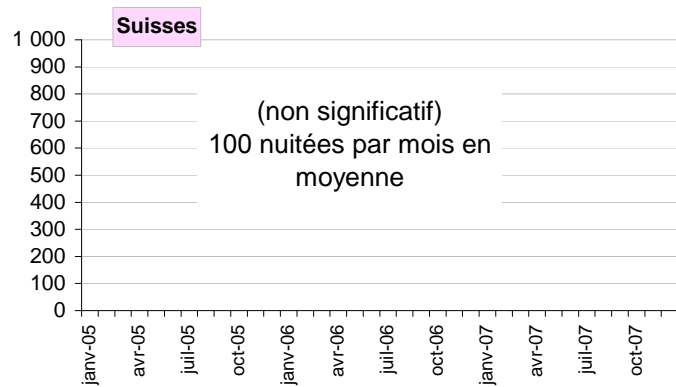 Suisses
1 000
900
800
700
600
500
400
300
200
100
0
(non significatif)
100 nuitées par mois en
moyenne
janv-05
avr-05
juil-05
oct-05
janv-06
avr-06
juil-06
oct-06
janv-07
avr-07
juil-07
oct-07